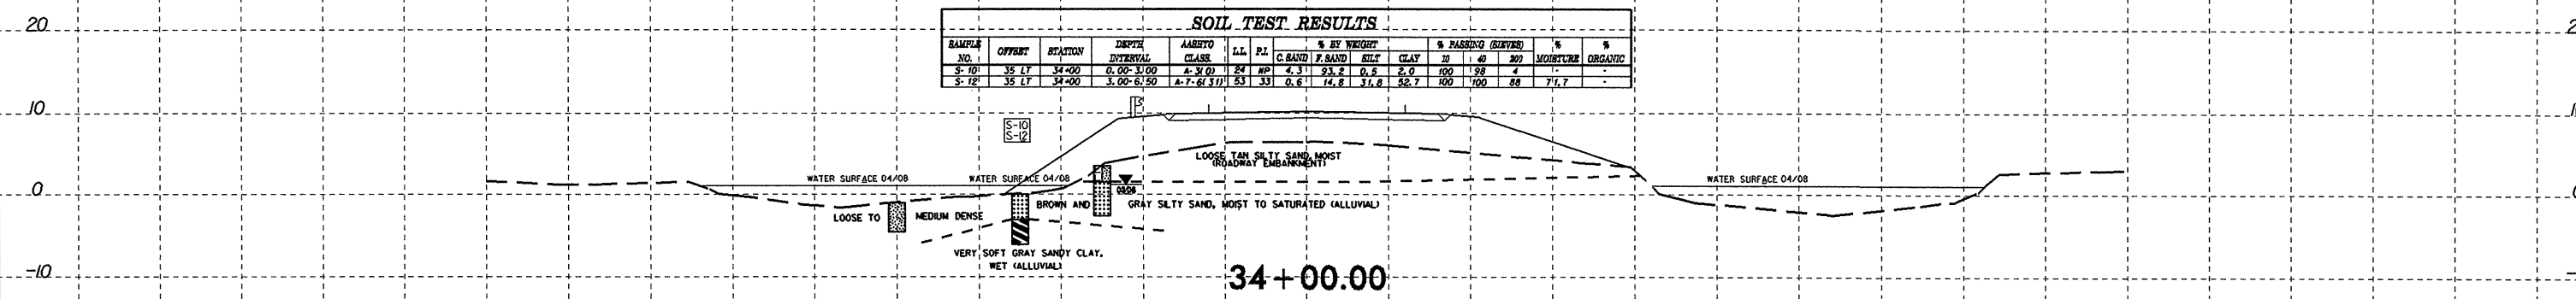 20
SOIL TEST RESULTS
SAMPLE NO. OFFSET STATION DEPTH INTERVAL AASHTO CLASS. L.L. P.I. % BY WEIGHT C. SAND F. SAND SILT CLAY % PASSING (SIEVES) 10 40 200 % MOISTURE % ORGANIC
S-10 35 LT 34+00 0.00-3.00 A-3(0) 24 NP 4.3 93.2 0.5 2.0 100 98 4 - -
S-12 35 LT 34+00 3.00-6.50 A-7-6(31) 53 33 0.6 14.8 31.8 52.7 100 100 88 71.7 -
10
S-10
S-12
LOOSE TAN SILTY SAND, MOIST
(ROADWAY EMBANKMENT)
WATER SURFACE 04/08
WATER SURFACE 04/08
WATER SURFACE 04/08
0
BROWN AND GRAY SILTY SAND, MOIST TO SATURATED (ALLUVIAL)
LOOSE TO MEDIUM DENSE
VERY SOFT GRAY SANDY CLAY,
WET (ALLUVIAL)
-10
34+00.00